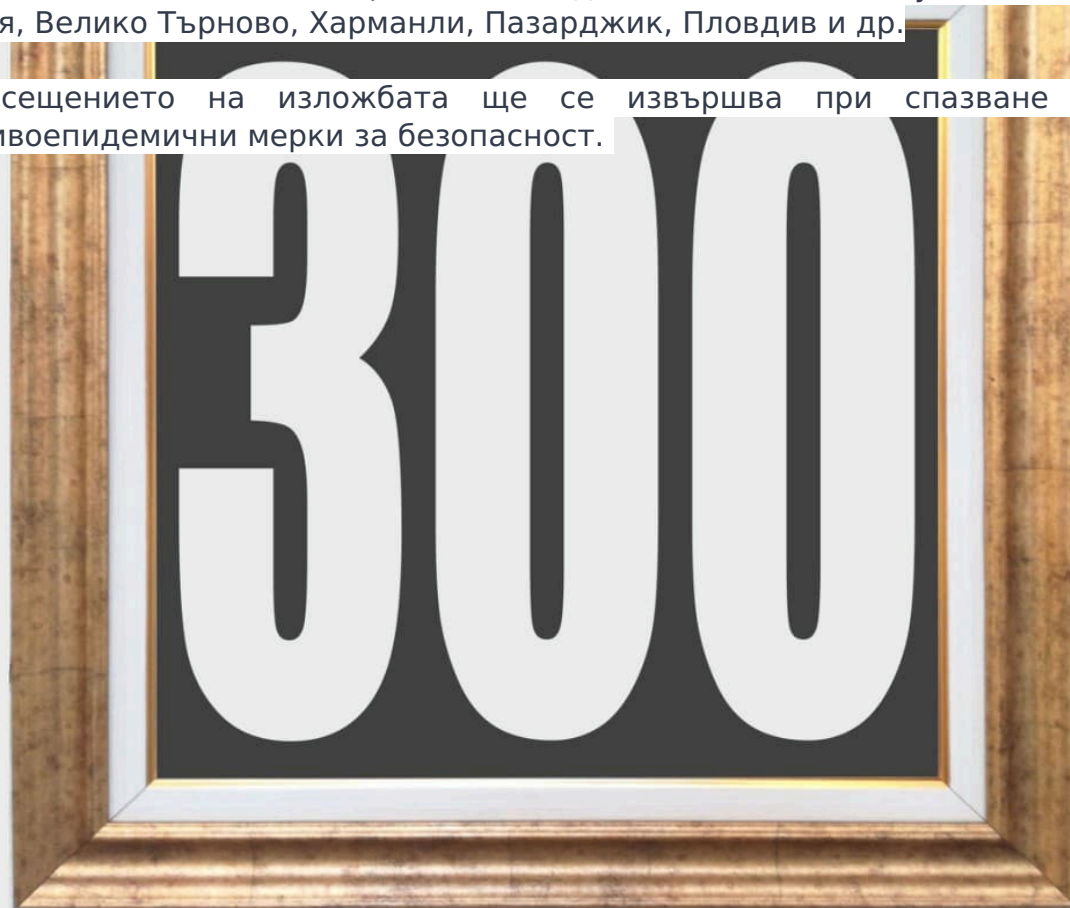 я, Велико Търново, Харманли, Пазарджик, Пловдив и др.
сещението на изложбата ще се извършва при спазване
ивоепидемични мерки за безопасност.
300